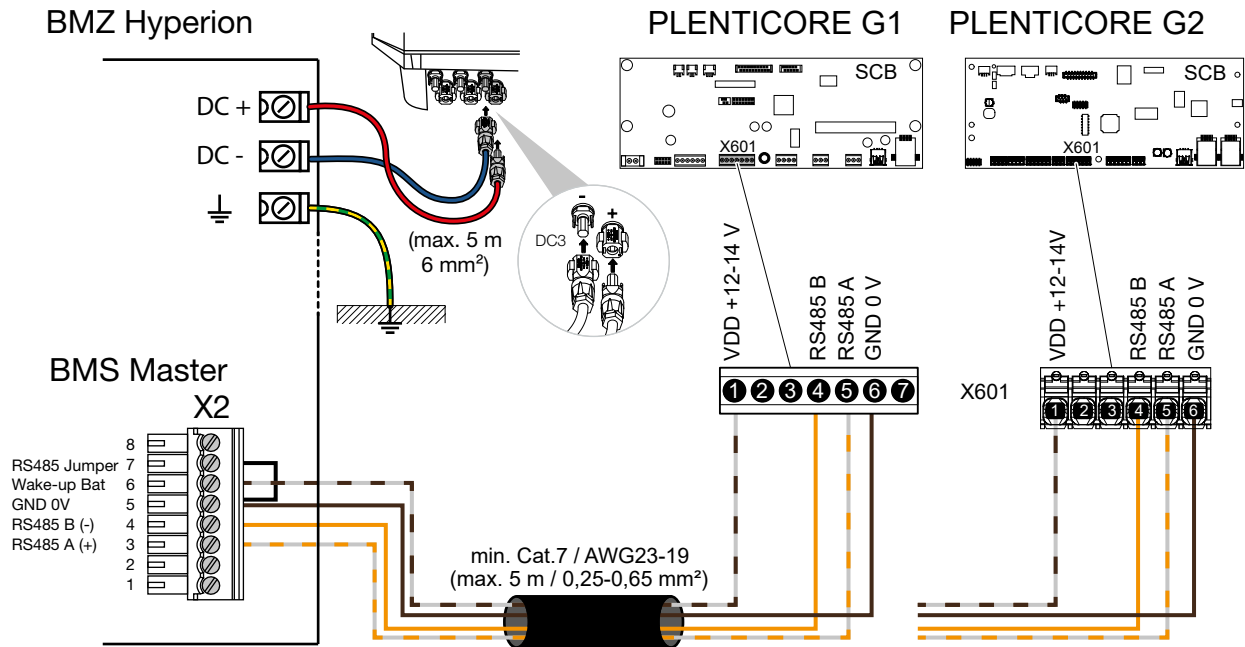 BMZ Hyperion
PLENTICORE G1
PLENTICORE G2
SCB
SCB
DC +
DC -
X601
X601
(max. 5 m
6 mm²)
DC3
-
+
VDD +12-14 V
RS485 B
RS485 A
GND 0 V
VDD +12-14V
RS485 B
RS485 A
GND 0 V
BMS Master
X2
1 2 3 4 5 6 7
X601
1 2 3 4 5 6
8
RS485 Jumper 7
Wake-up Bat 6
GND 0V 5
RS485 B (-) 4
RS485 A (+) 3
2
1
min. Cat.7 / AWG23-19
(max. 5 m / 0,25-0,65 mm²)